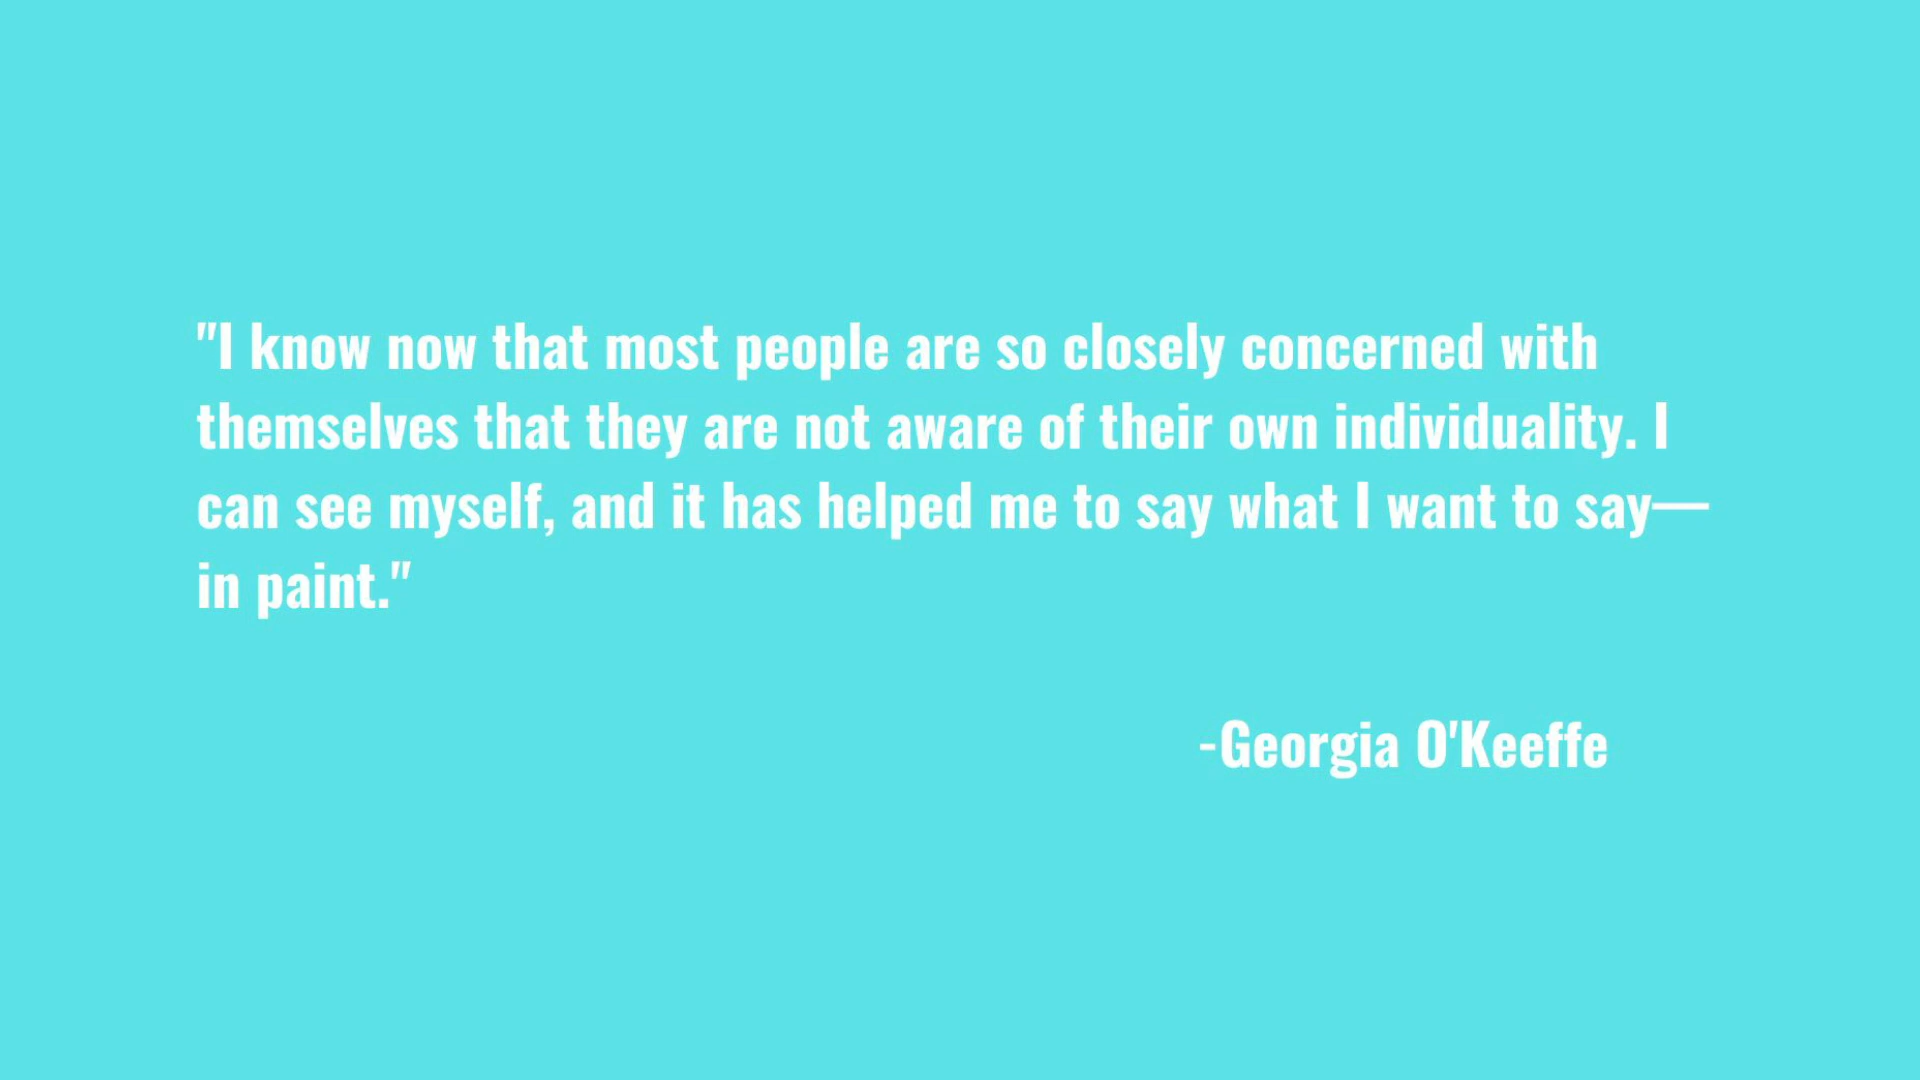 "I know now that most people are so closely concerned with
themselves that they are not aware of their own individuality. I
can see myself, and it has helped me to say what I want to say—
in paint."
-Georgia O'Keeffe